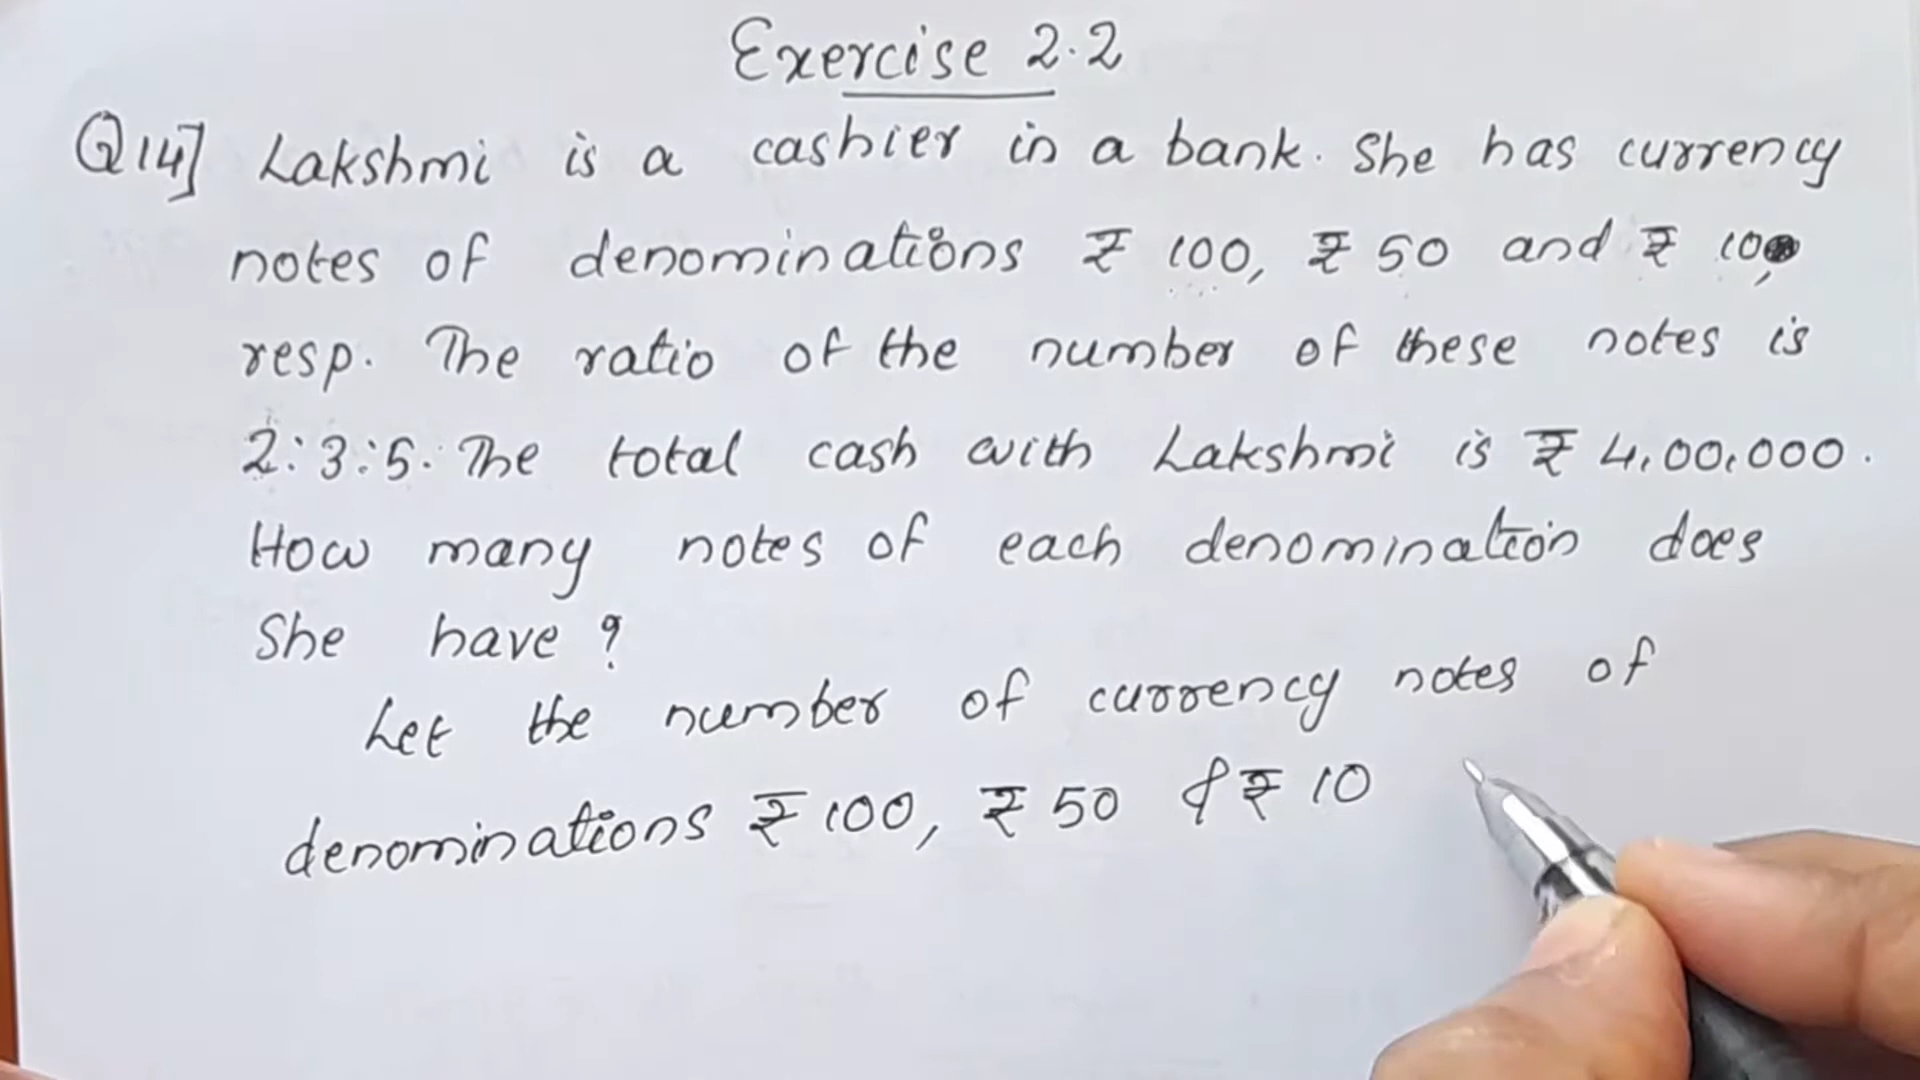 Exercise 2.2
Q14] Lakshmi is a cashier in a bank. She has currency
notes of denominations ₹ 100, ₹ 50 and ₹ 10,
resp. The ratio of the number of these notes is
2:3:5. The total cash with Lakshmi is ₹ 4,00,000.
How many notes of each denomination does
She have ?
Let the number of currency notes of
denominations ₹ 100, ₹ 50 & ₹ 10